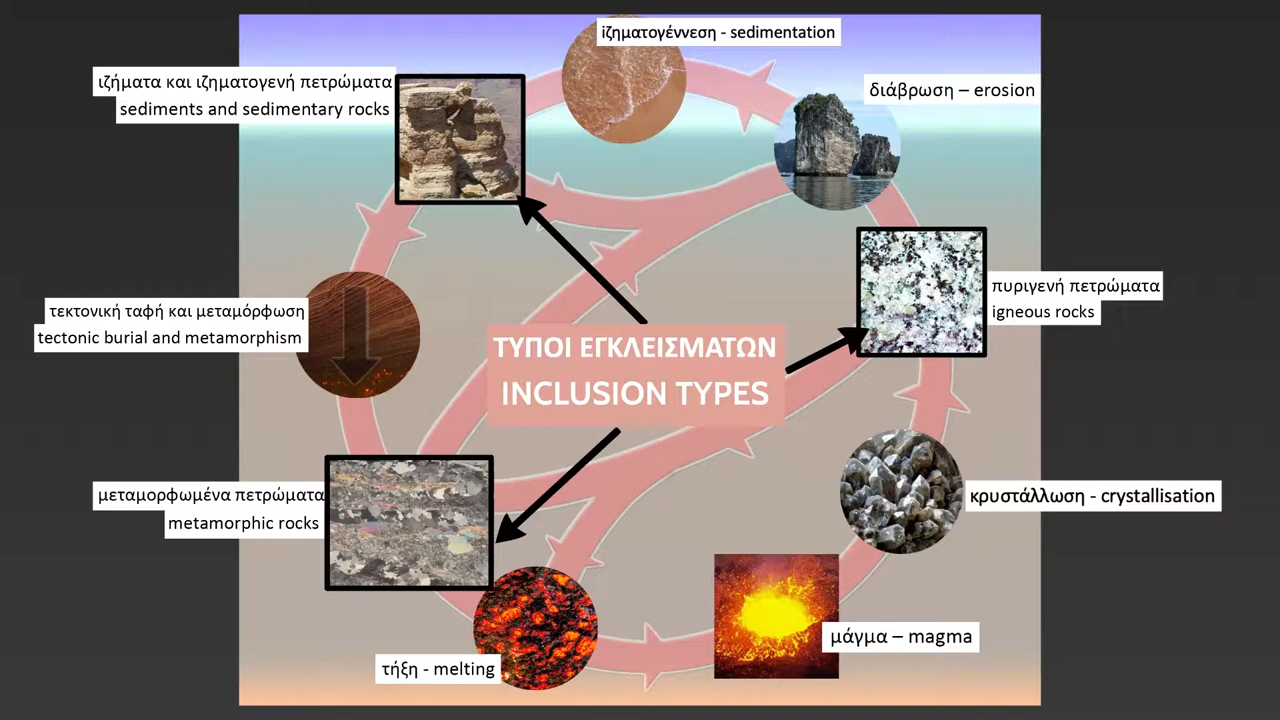 ιζηματογέννεση - sedimentation
ιζήματα και ιζηματογενή πετρώματα
sediments and sedimentary rocks
διάβρωση – erosion
πυριγενή πετρώματα
igneous rocks
τεκτονική ταφή και μεταμόρφωση
tectonic burial and metamorphism
ΤΥΠΟΙ ΕΓΚΛΕΙΣΜΑΤΩΝ
INCLUSION TYPES
μεταμορφωμένα πετρώματα
metamorphic rocks
κρυστάλλωση - crystallisation
μάγμα – magma
τήξη - melting